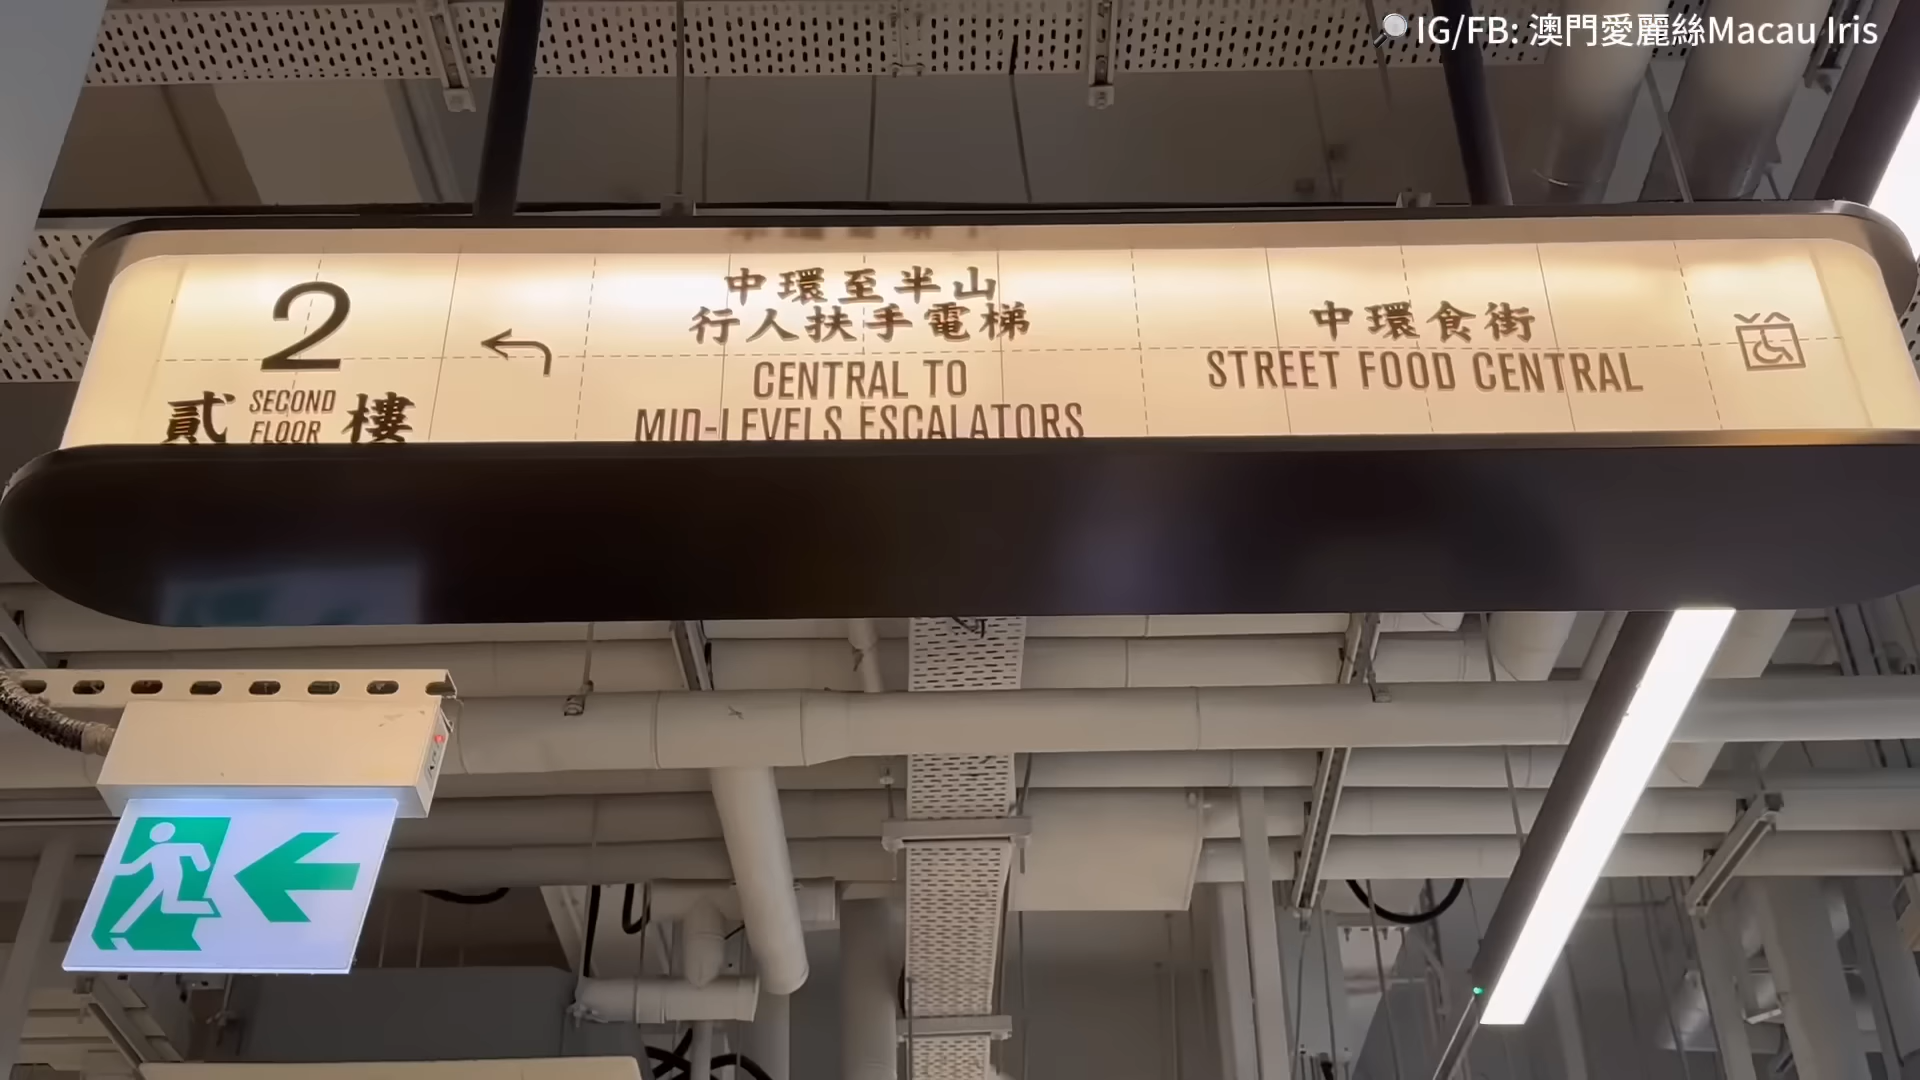 IG/FB: 澳門愛麗絲Macau Iris
2
貳 SECOND FLOOR 樓
中環至半山
行人扶手電梯
CENTRAL TO
MID-LEVELS ESCALATORS
中環食街
STREET FOOD CENTRAL